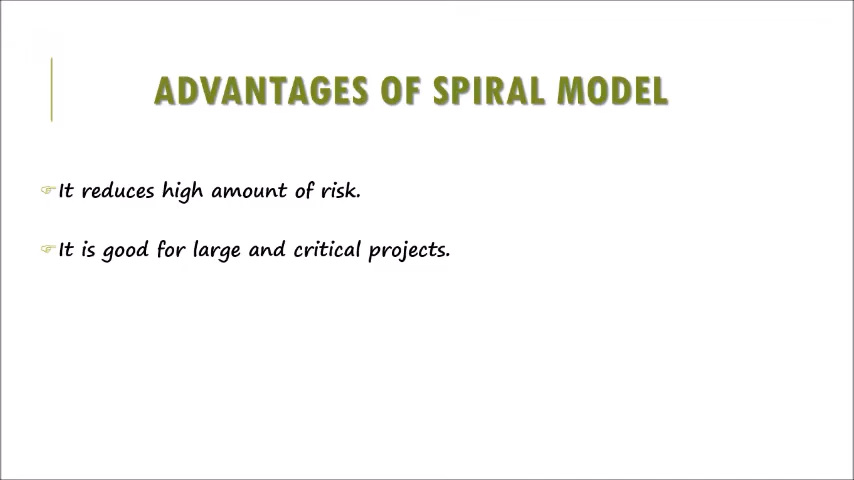 ADVANTAGES OF SPIRAL MODEL
It reduces high amount of risk.
It is good for large and critical projects.